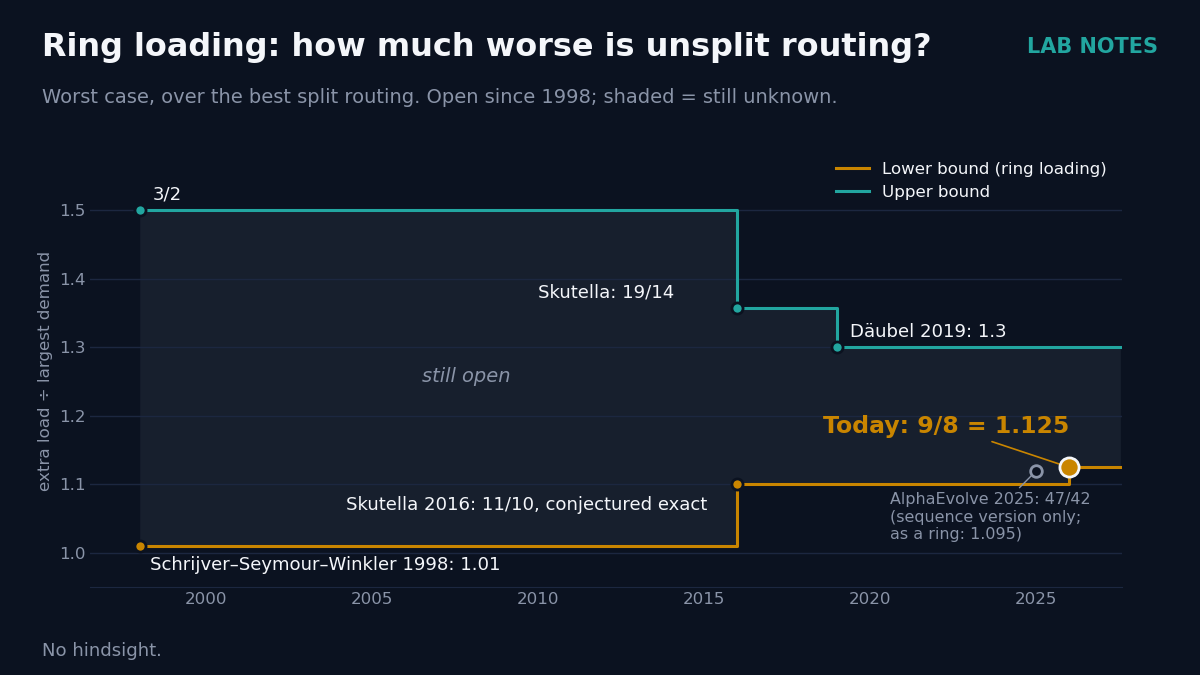 Ring loading: how much worse is unsplit routing?
LAB NOTES
Worst case, over the best split routing. Open since 1998; shaded = still unknown.
Lower bound (ring loading)
Upper bound
3/2
1.5
1.4
1.3
1.2
1.1
1.0
extra load ÷ largest demand
Skutella: 19/14
Däubel 2019: 1.3
still open
Today: 9/8 = 1.125
Skutella 2016: 11/10, conjectured exact
AlphaEvolve 2025: 47/42
(sequence version only;
as a ring: 1.095)
Schrijver–Seymour–Winkler 1998: 1.01
2000
2005
2010
2015
2020
2025
No hindsight.